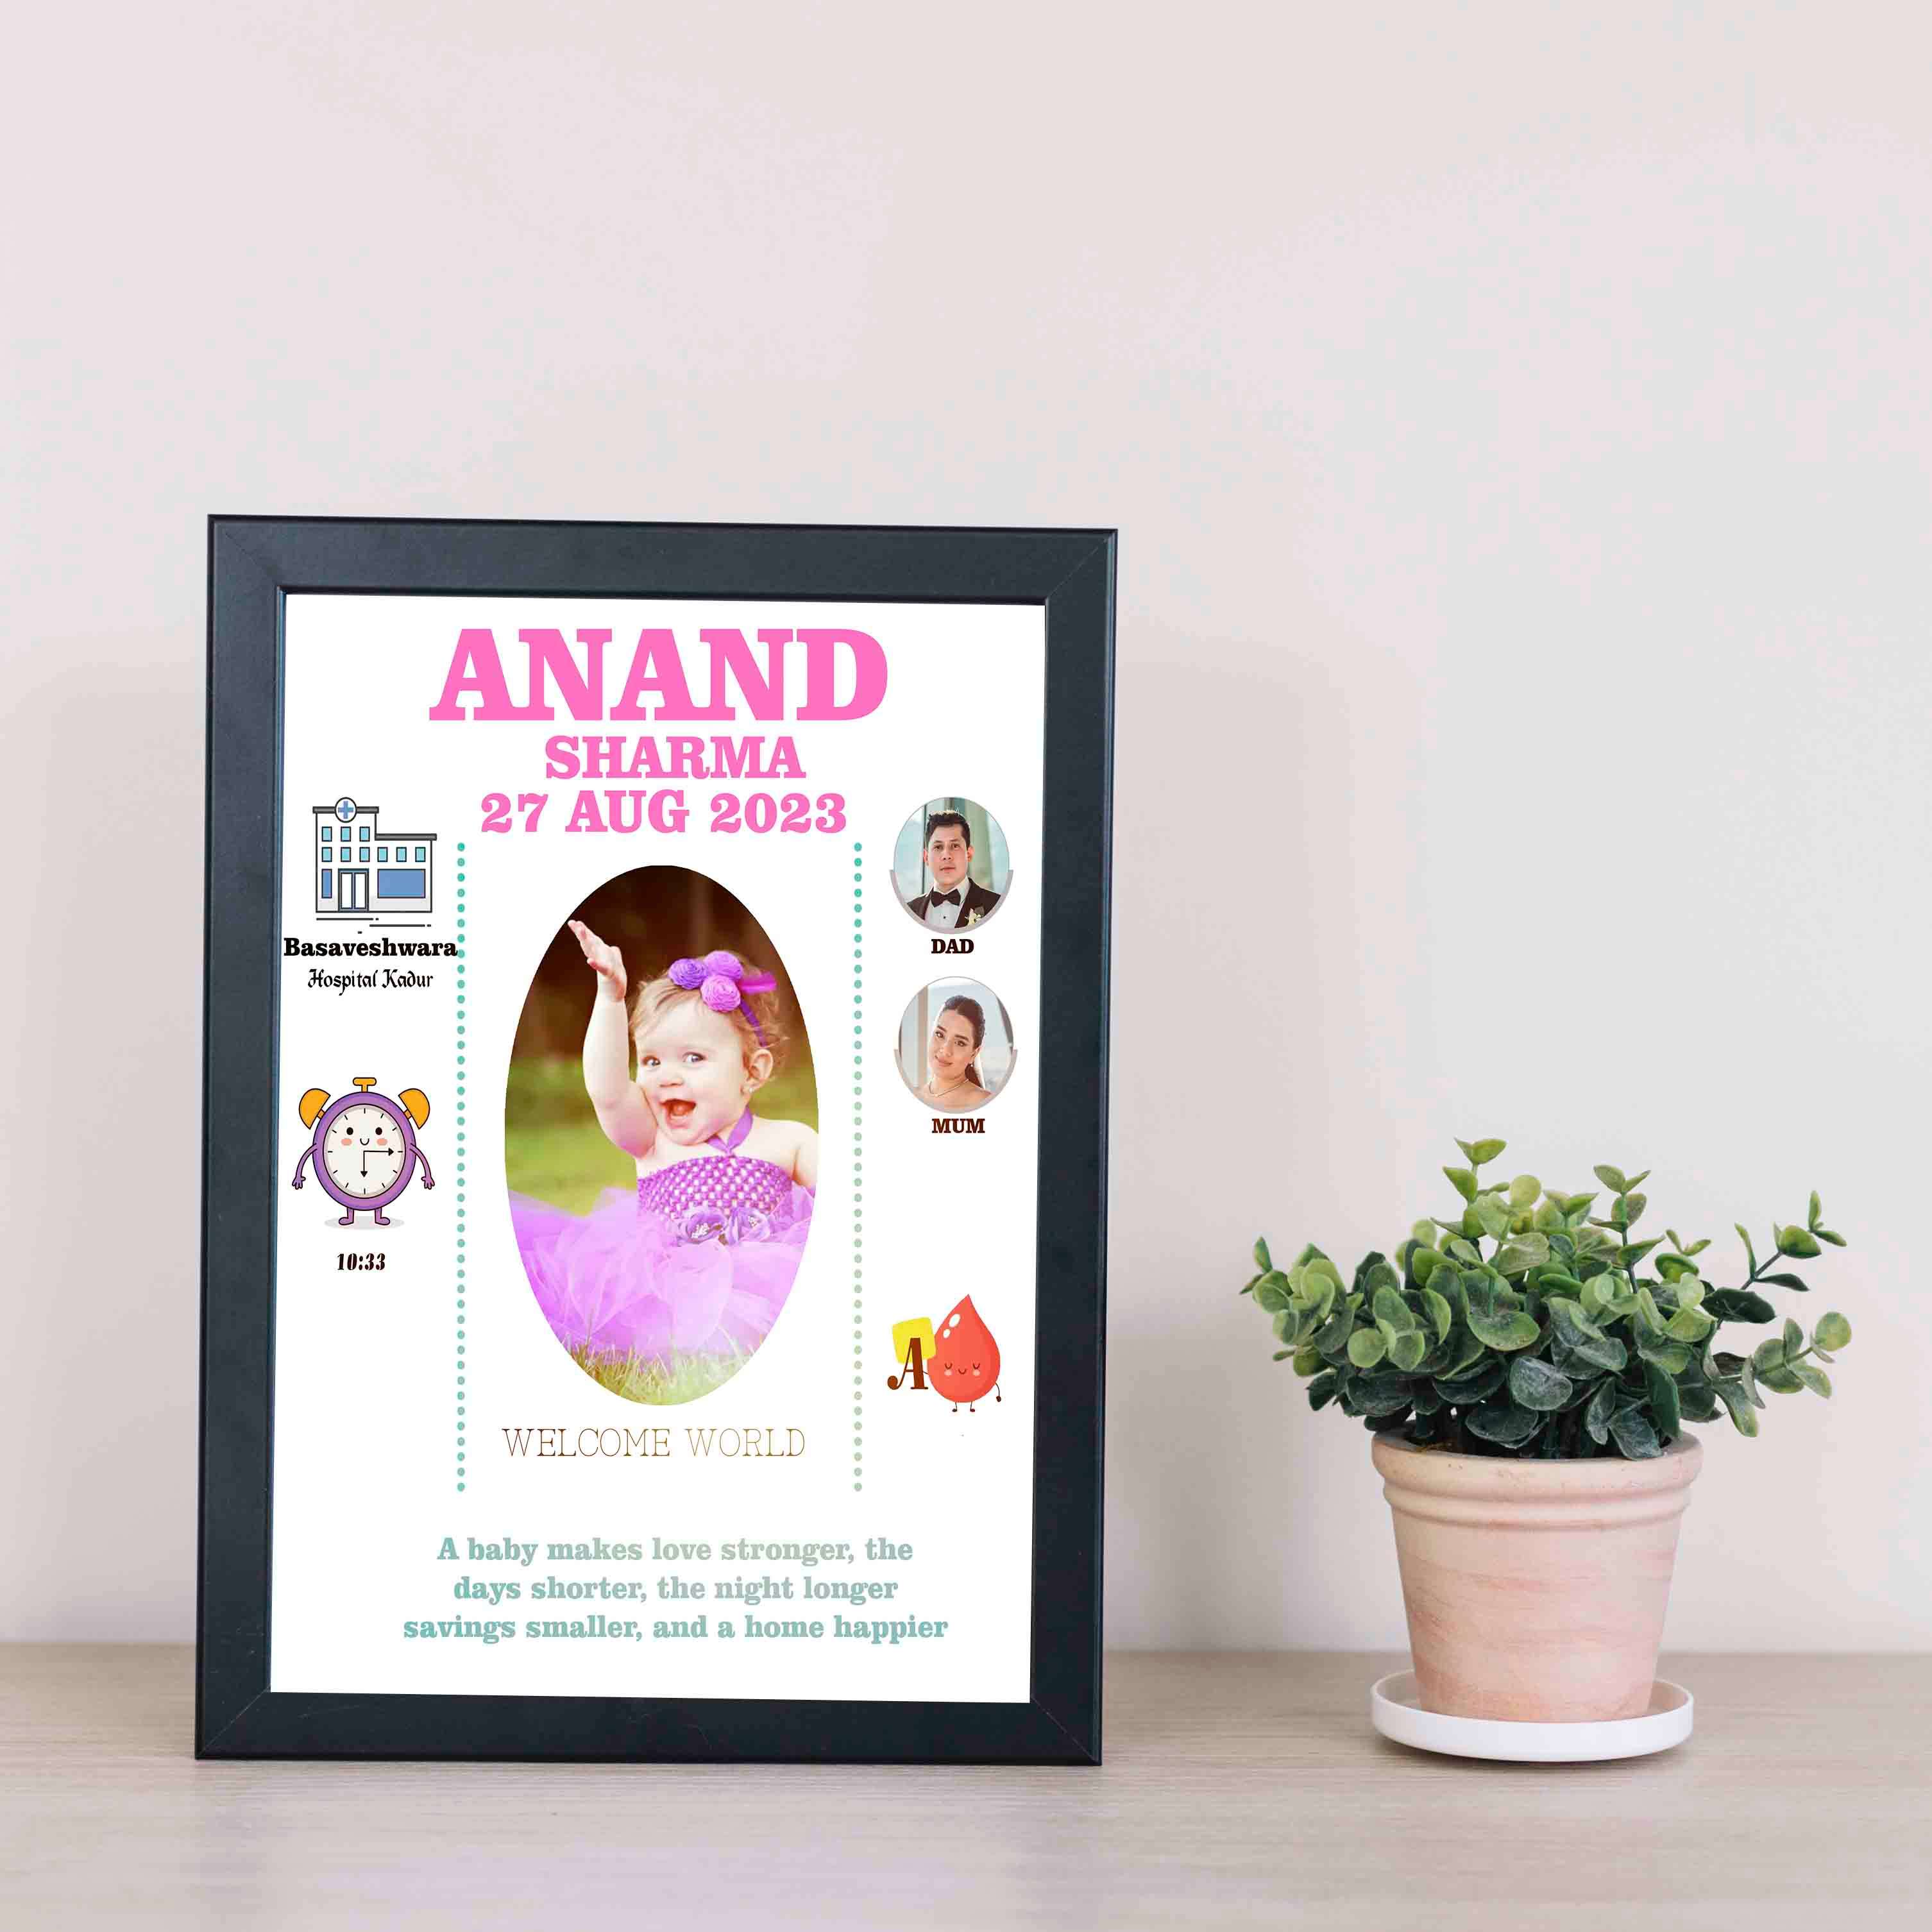 ANAND
SHARMA
27 AUG 2023
Basaveshwara
Hospital Kadur
DAD
MUM
10:33
A
WELCOME WORLD
A baby makes love stronger, the
days shorter, the night longer
savings smaller, and a home happier